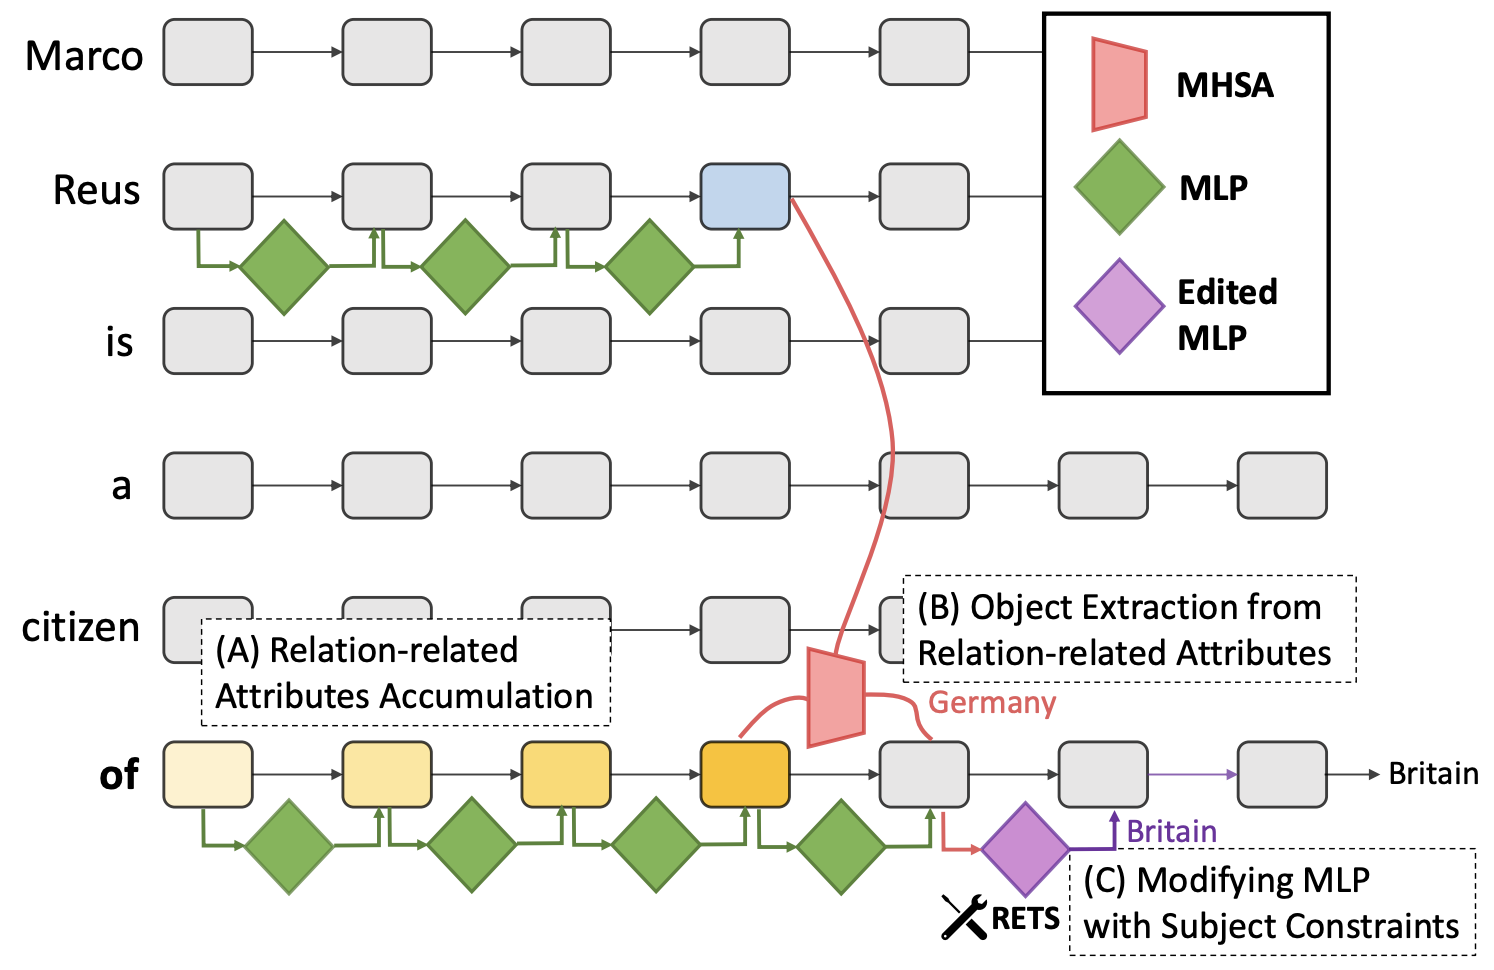 Marco
MHSA
Reus
MLP
is
Edited
MLP
a
citizen
(A) Relation-related
Attributes Accumulation
(B) Object Extraction from
Relation-related Attributes
Germany
of
Britain
Britain
RETS
(C) Modifying MLP
with Subject Constraints